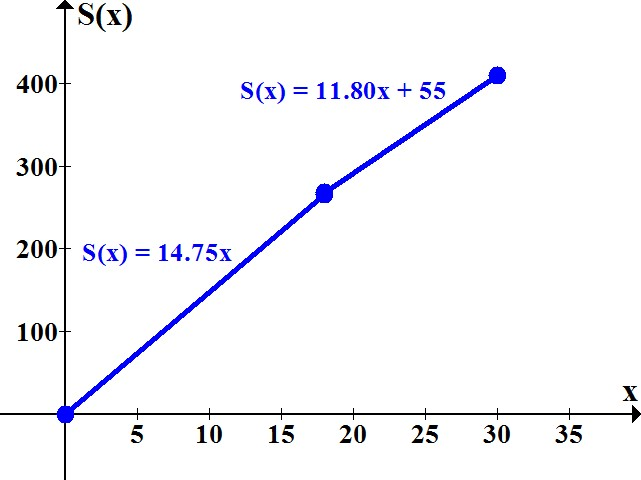 S(x)
400
S(x) = 11.80x + 55
300
200
S(x) = 14.75x
100
x
5 10 15 20 25 30 35